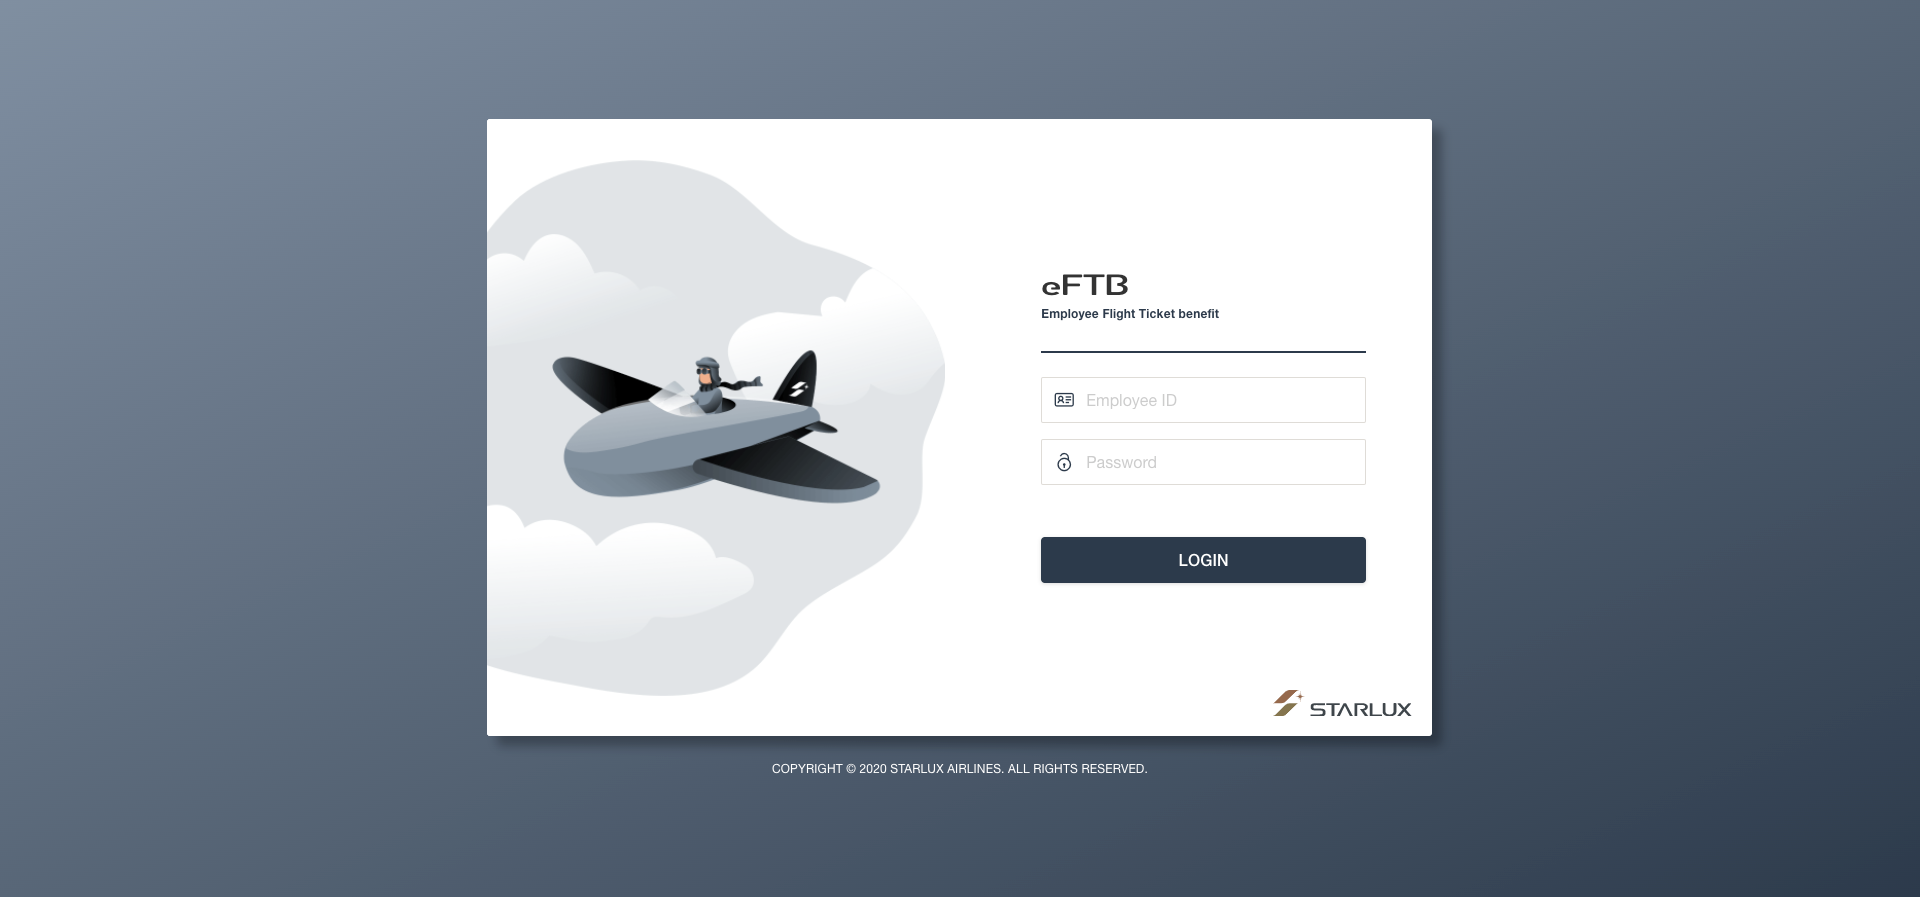 eFTB
Employee Flight Ticket benefit
Employee ID
Password
LOGIN
STARLUX
COPYRIGHT © 2020 STARLUX AIRLINES. ALL RIGHTS RESERVED.